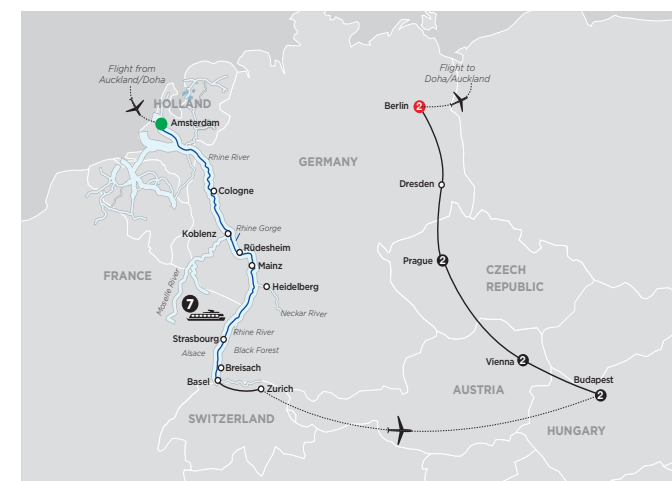 Flight from
Auckland/Doha
HOLLAND
Amsterdam
Flight to
Doha/Auckland
Berlin
2
Rhine River
GERMANY
Dresden
Cologne
Koblenz
Rhine Gorge
Rüdesheim
Mainz
Prague
2
CZECH
REPUBLIC
FRANCE
Moselle River
Heidelberg
7
Neckar River
Rhine River
Strasbourg
Alsace
Black Forest
Breisach
Basel
Zurich
Vienna
2
Budapest
2
AUSTRIA
SWITZERLAND
HUNGARY